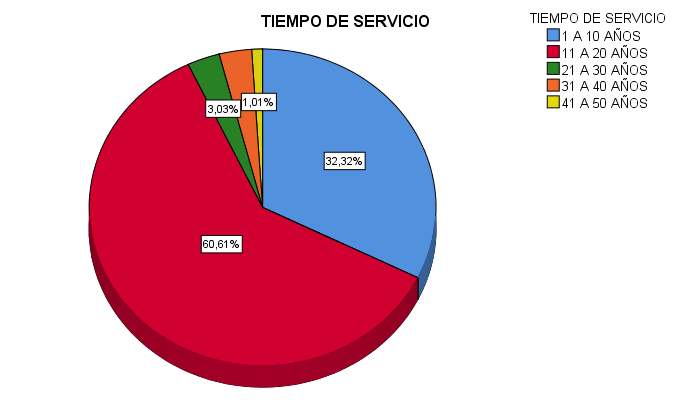 TIEMPO DE SERVICIO
TIEMPO DE SERVICIO
1 A 10 AÑOS
11 A 20 AÑOS
21 A 30 AÑOS
31 A 40 AÑOS
41 A 50 AÑOS
3,03%
1,01%
32,32%
60,61%